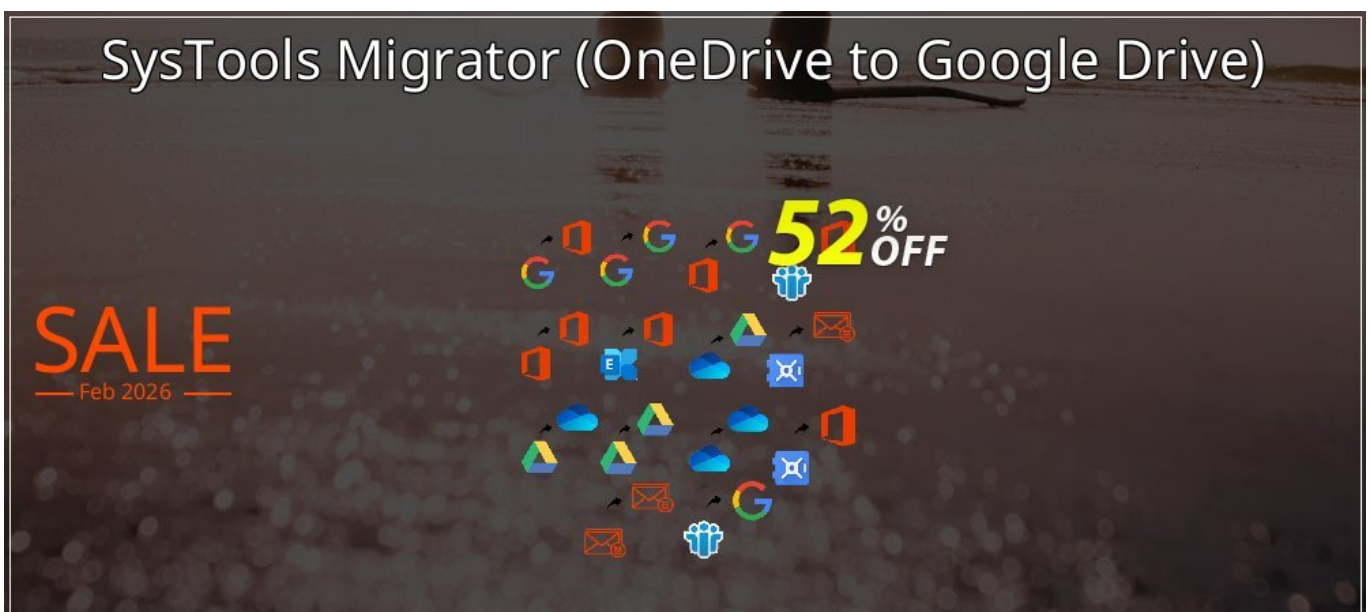 SysTools Migrator (OneDrive to Google Drive)
52% OFF
SALE
Feb 2026
E